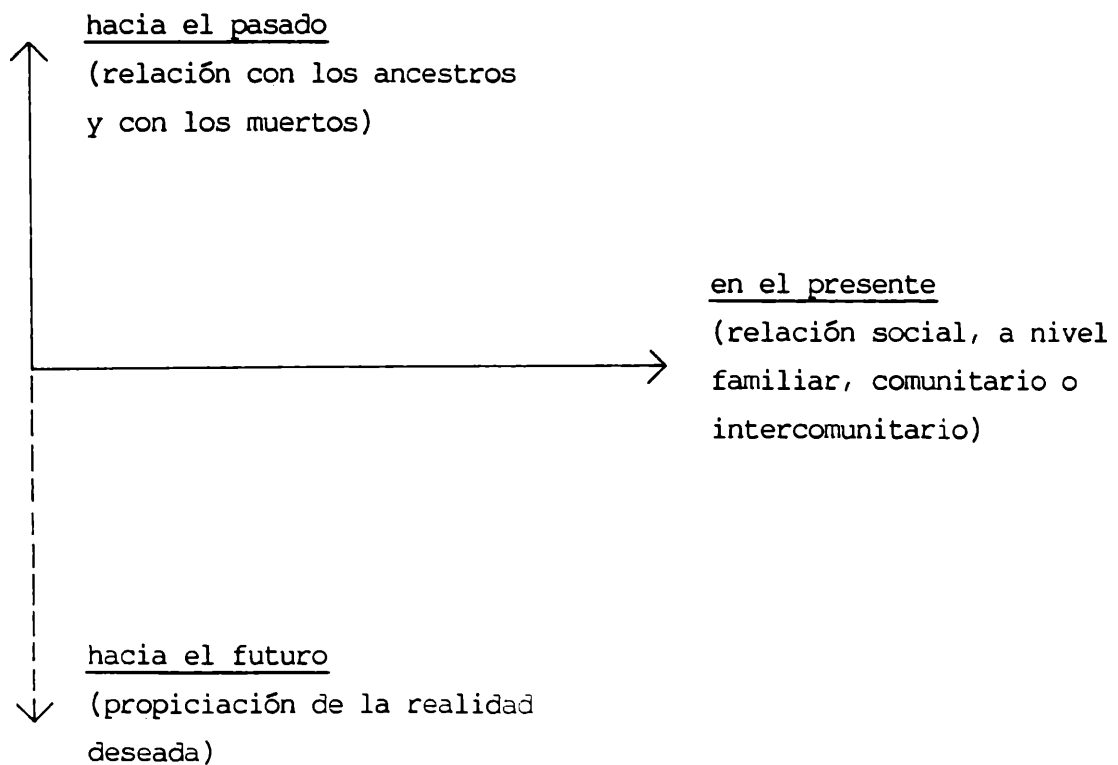 hacia el pasado
(relación con los ancestros
y con los muertos)
en el presente
(relación social, a nivel
familiar, comunitario o
intercomunitario)
hacia el futuro
(propiciación de la realidad
deseada)